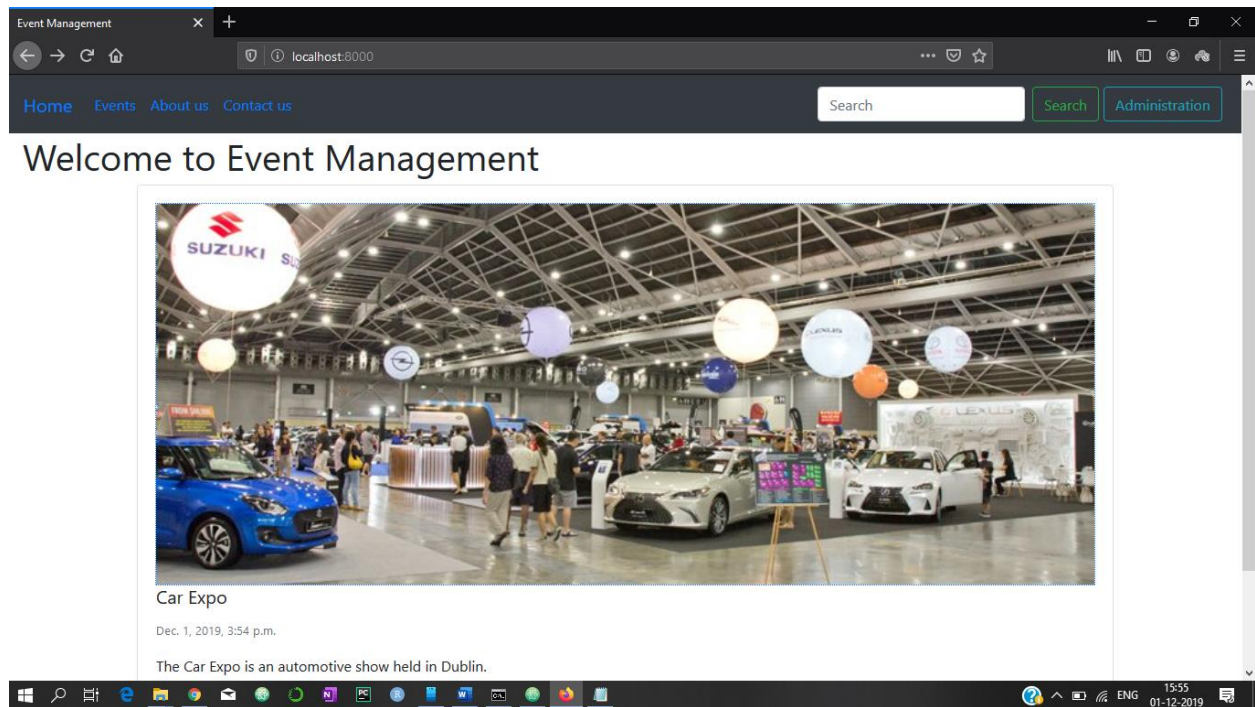 Event Management
localhost:8000
Home Events About us Contact us Search Search Administration
Welcome to Event Management
SUZUKI
LEXUS
LEXUS
Car Expo
Dec. 1, 2019, 3:54 p.m.
The Car Expo is an automotive show held in Dublin.
ENG
15:55
01-12-2019